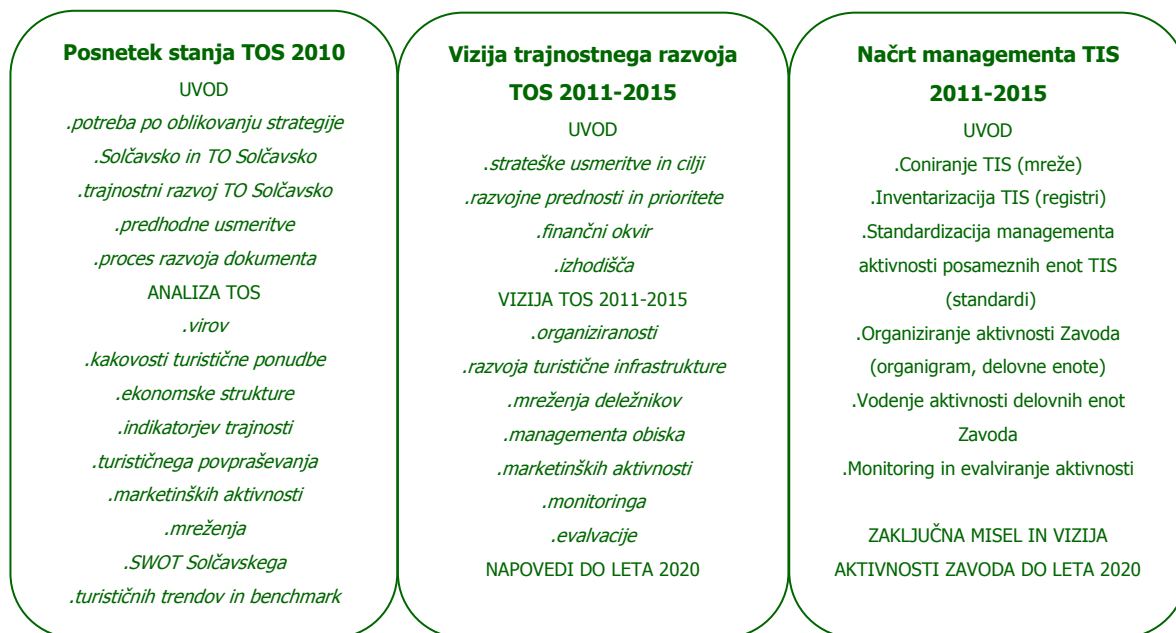 Posnetek stanja TOS 2010
UVOD
.potreba po oblikovanju strategije
.Solčavsko in TO Solčavsko
.trajnostni razvoj TO Solčavsko
.predhodne usmeritve
.proces razvoja dokumenta
ANALIZA TOS
.virov
.kakovosti turistične ponudbe
.ekonomske strukture
.indikatorjev trajnosti
.turističnega povpraševanja
.marketinških aktivnosti
.mreženja
.SWOT Solčavskega
.turističnih trendov in benchmark
Vizija trajnostnega razvoja
TOS 2011-2015
UVOD
.strateške usmeritve in cilji
.razvojne prednosti in prioritete
.finančni okvir
.izhodišča
VIZIJA TOS 2011-2015
.organiziranosti
.razvoja turistične infrastrukture
.mreženja deležnikov
.managementa obiska
.marketinških aktivnosti
.monitoringa
.evalvacije
NAPOVEDI DO LETA 2020
Načrt managementa TIS
2011-2015
UVOD
.Coniranje TIS (mreže)
.Inventarizacija TIS (registri)
.Standardizacija managementa
aktivnosti posameznih enot TIS
(standardi)
.Organiziranje aktivnosti Zavoda
(organigram, delovne enote)
.Vodenje aktivnosti delovnih enot
Zavoda
.Monitoring in evalviranje aktivnosti
ZAKLJUČNA MISEL IN VIZIJA
AKTIVNOSTI ZAVODA DO LETA 2020